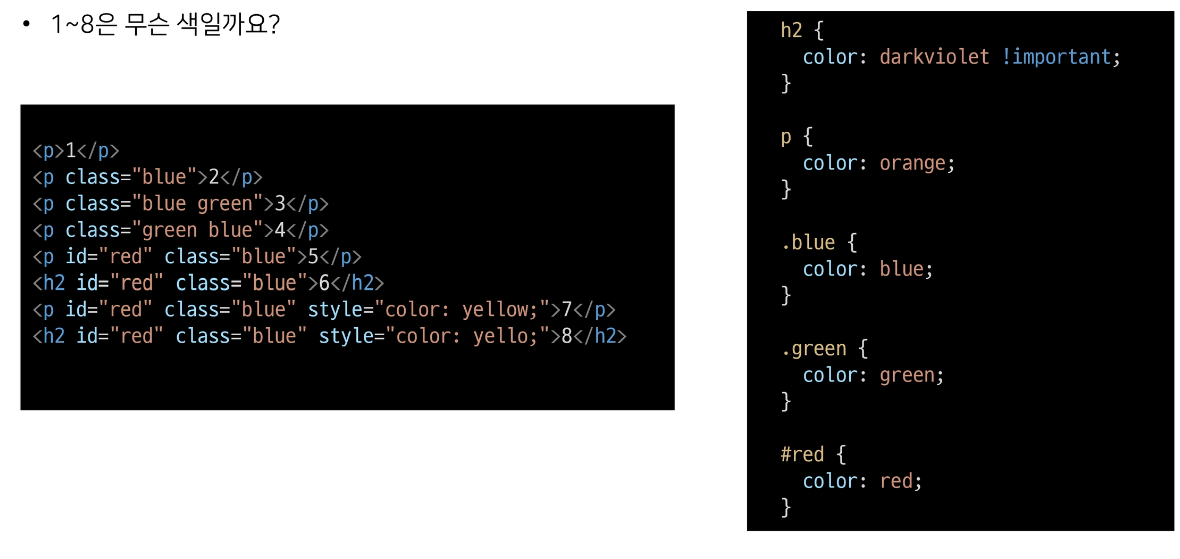 • 1~8은 무슨 색일까요?
<p>1</p>
<p class="blue">2</p>
<p class="blue green">3</p>
<p class="green blue">4</p>
<p id="red" class="blue">5</p>
<h2 id="red" class="blue">6</h2>
<p id="red" class="blue" style="color: yellow;">7</p>
<h2 id="red" class="blue" style="color: yello;">8</h2>
h2 {
  color: darkviolet !important;
}
p {
  color: orange;
}
.blue {
  color: blue;
}
.green {
  color: green;
}
#red {
  color: red;
}